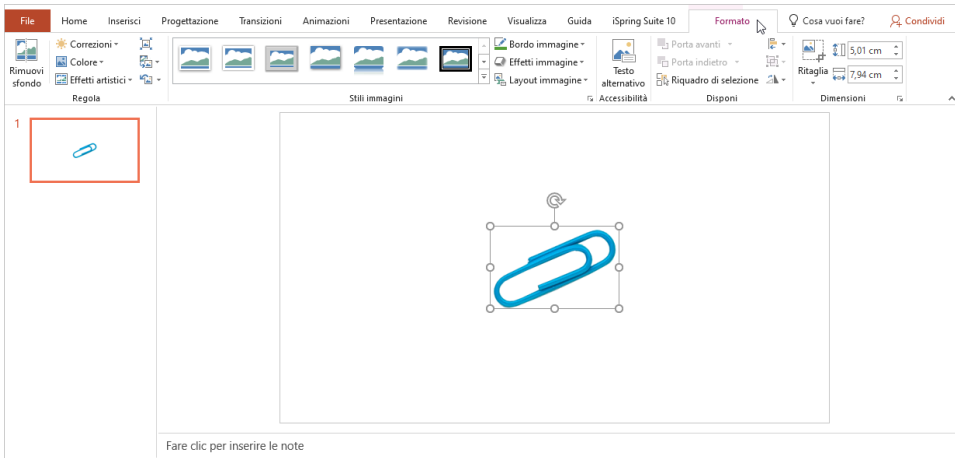 File Home Inserisci Progettazione Transizioni Animazioni Presentazione Revisione Visualizza Guida iSpring Suite 10 Formato Cosa vuoi fare? Condividi
Rimuovi sfondo
Correzioni
Colore
Effetti artistici
Regola
Bordo immagine
Effetti immagine
Layout immagine
Stili immagini
Testo alternativo
Accessibilità
Porta avanti
Porta indietro
Riquadro di selezione
Disponi
Ritaglia
5,01 cm
7,94 cm
Dimensioni
1
Fare clic per inserire le note